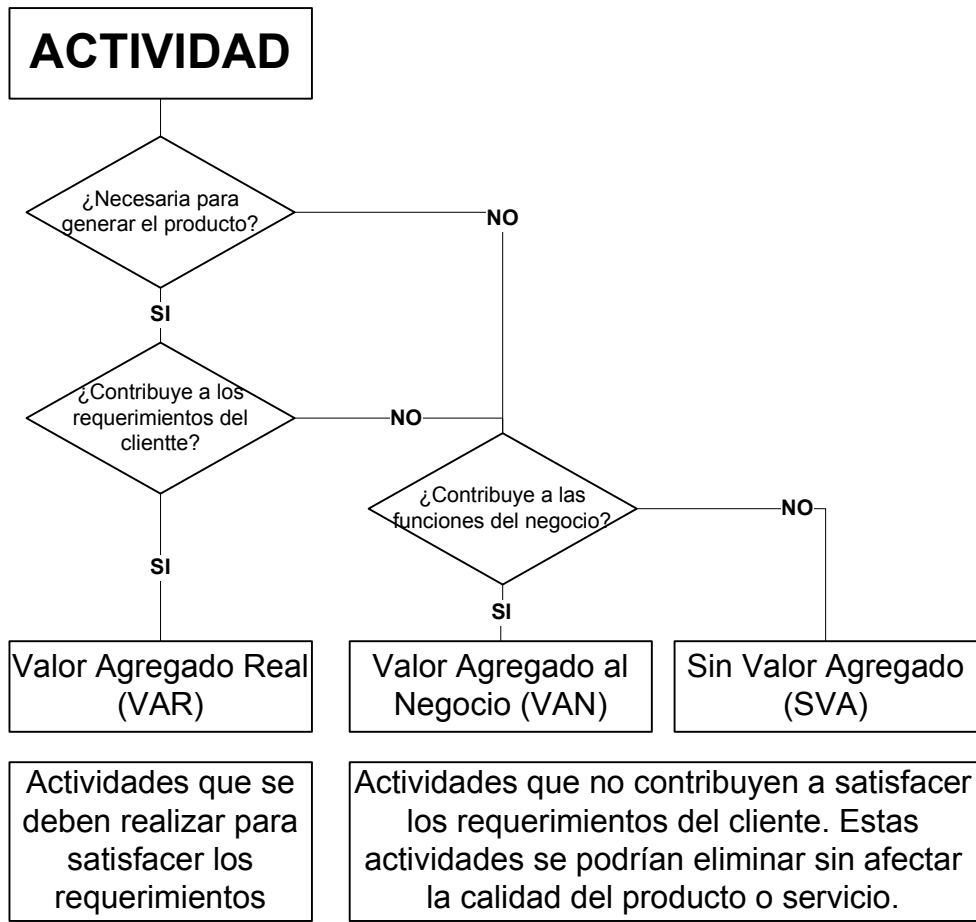 ACTIVIDAD
¿Necesaria para
generar el producto?
NO
SI
¿Contribuye a los
requerimientos del
clientte?
NO
¿Contribuye a las
funciones del negocio?
NO
SI
SI
Valor Agregado Real
(VAR)
Valor Agregado al
Negocio (VAN)
Sin Valor Agregado
(SVA)
Actividades que se
deben realizar para
satisfacer los
requerimientos
Actividades que no contribuyen a satisfacer
los requerimientos del cliente. Estas
actividades se podrían eliminar sin afectar
la calidad del producto o servicio.